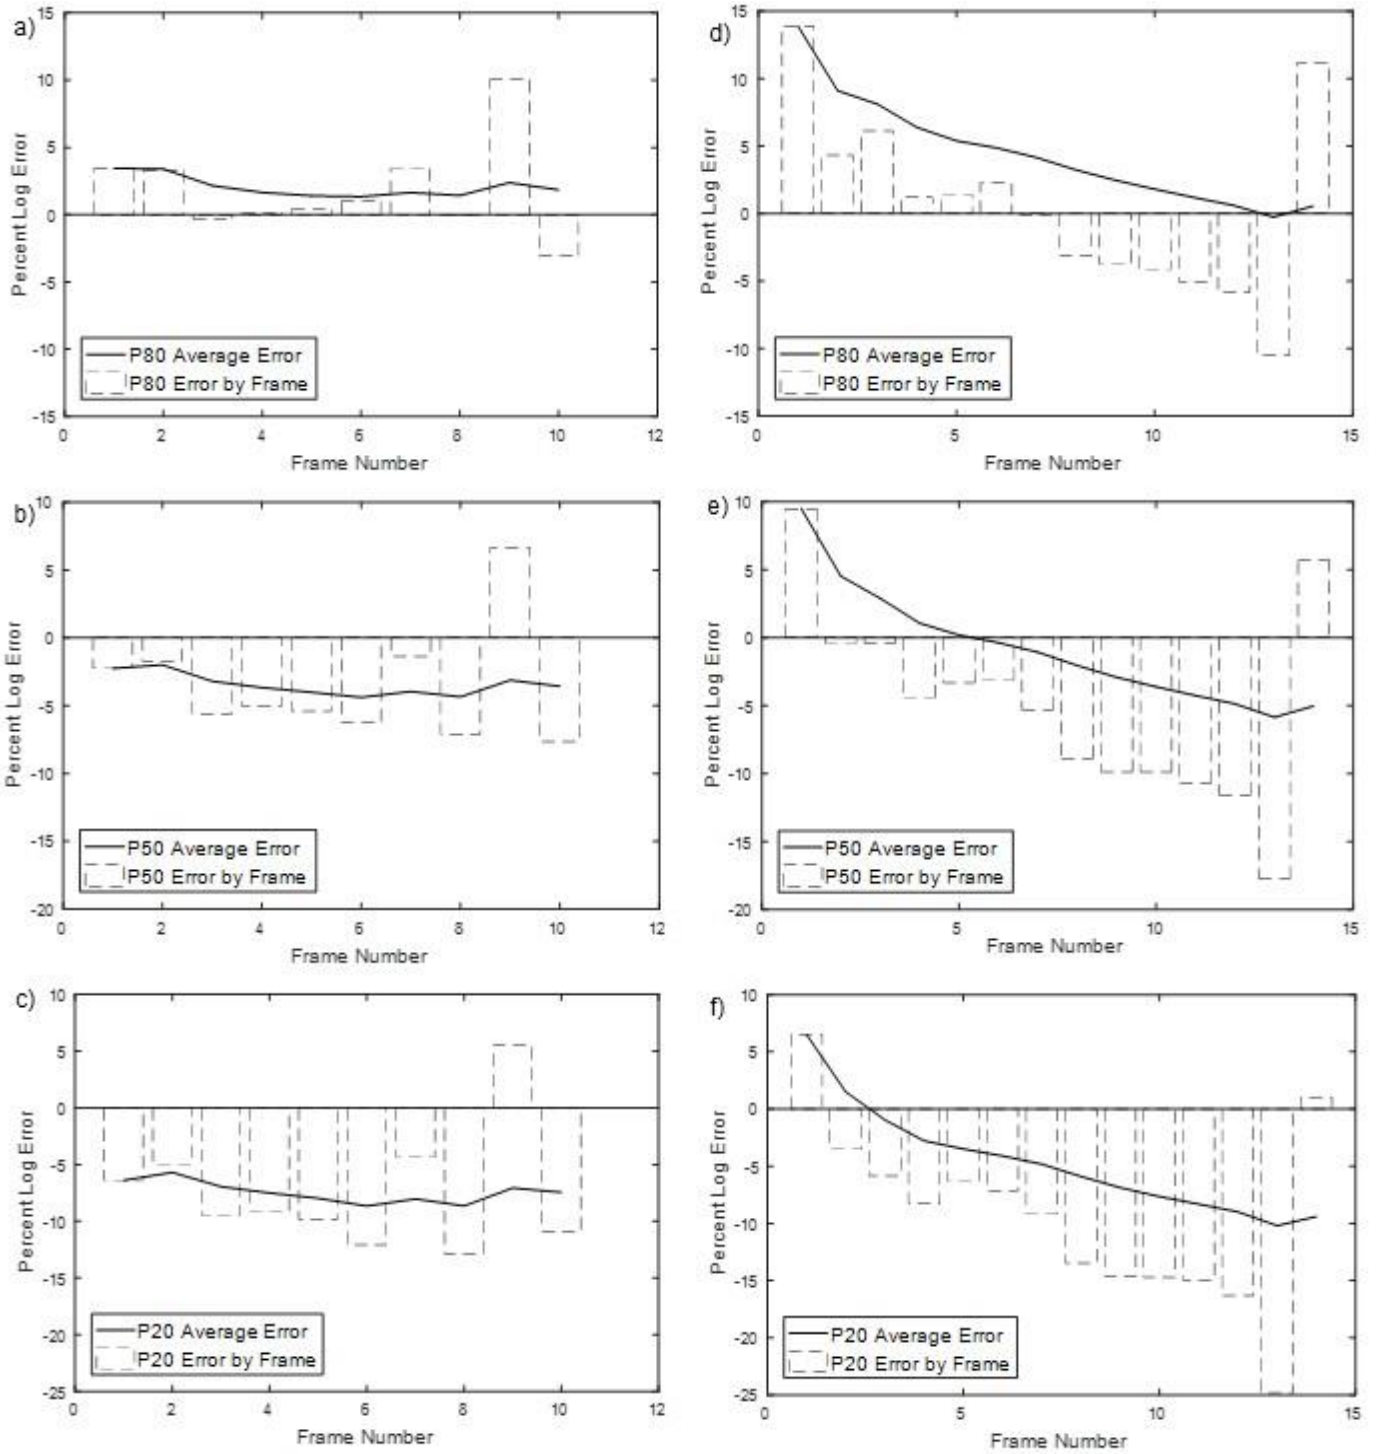 a)
15
10
5
0
-5
-10
-15
Percent Log Error
P80 Average Error
P80 Error by Frame
0 2 4 6 8 10 12
Frame Number
b)
10
5
0
-5
-10
-15
-20
Percent Log Error
P50 Average Error
P50 Error by Frame
0 2 4 6 8 10 12
Frame Number
c)
10
5
0
-5
-10
-15
-20
-25
Percent Log Error
P20 Average Error
P20 Error by Frame
0 2 4 6 8 10 12
Frame Number
d)
15
10
5
0
-5
-10
-15
Percent Log Error
P80 Average Error
P80 Error by Frame
0 5 10 15
Frame Number
e)
10
5
0
-5
-10
-15
-20
Percent Log Error
P50 Average Error
P50 Error by Frame
0 5 10 15
Frame Number
f)
10
5
0
-5
-10
-15
-20
-25
Percent Log Error
P20 Average Error
P20 Error by Frame
0 5 10 15
Frame Number